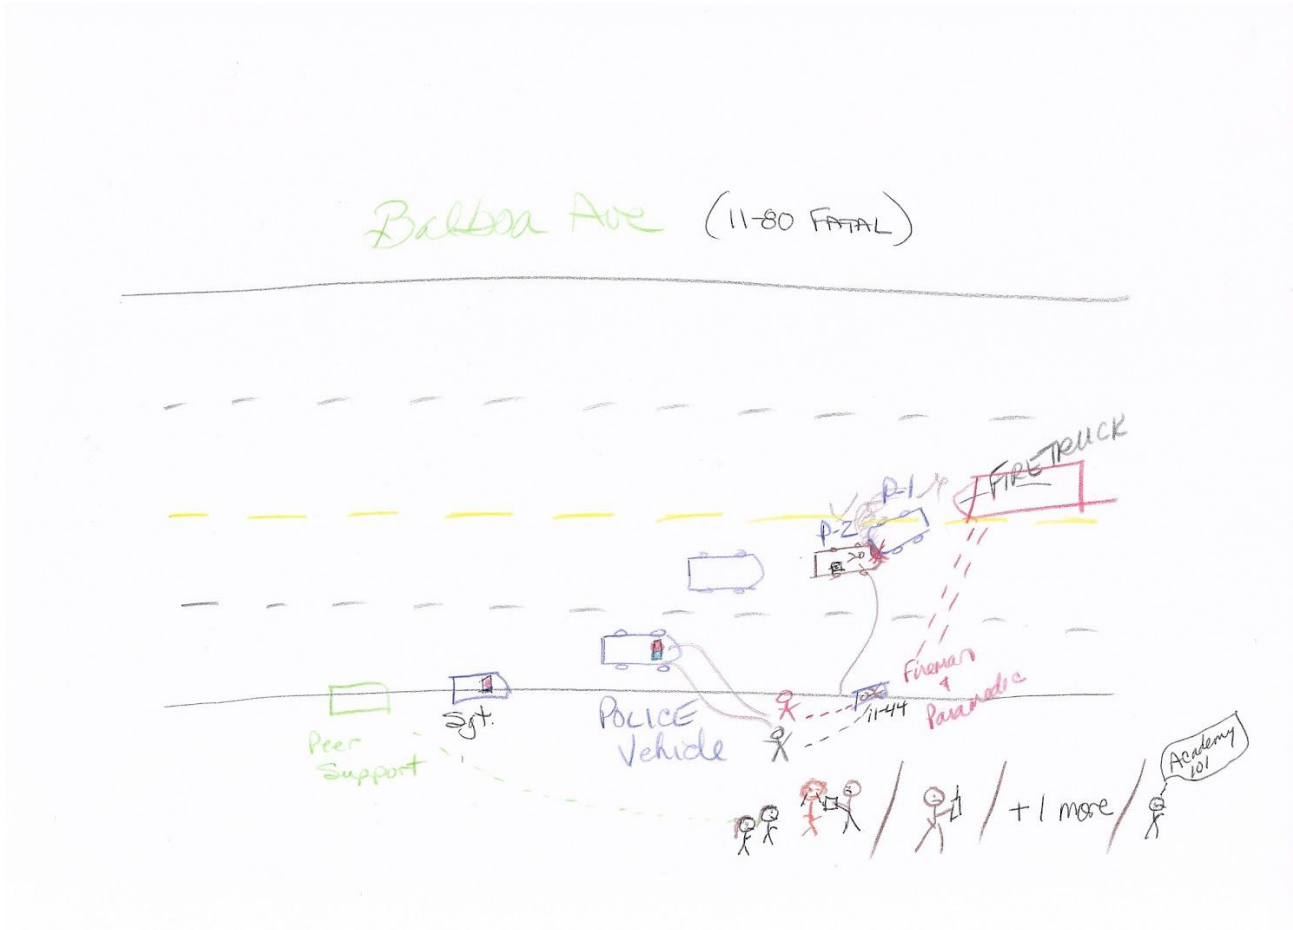 Balboa Ave (11-80 FATAL)
FIRETRUCK
P-1
P-2
Fireman
&
Paramedic
11-44
POLICE
Vehicle
Sgt.
Peer
Support
+ 1 more
Academy
101